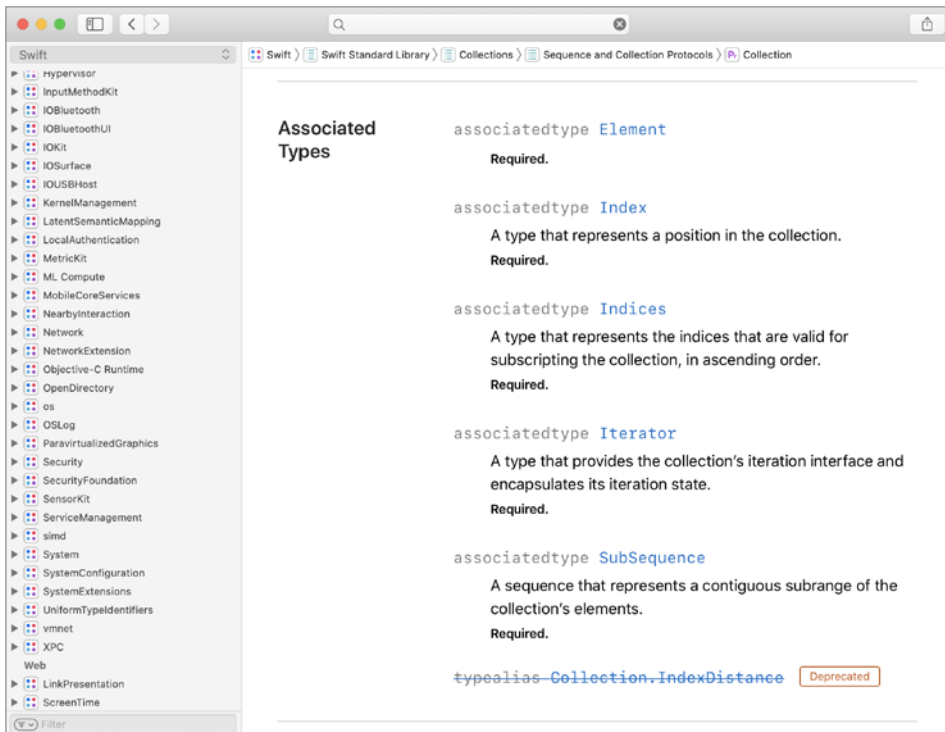 Swift
Swift Swift Standard Library Collections Sequence and Collection Protocols Pr Collection
Hypervisor
InputMethodKit
IOBluetooth
IOBluetoothUI
IOKit
IOSurface
IOUSBHost
KernelManagement
LatentSemanticMapping
LocalAuthentication
MetricKit
ML Compute
MobileCoreServices
NearbyInteraction
Network
NetworkExtension
Objective-C Runtime
OpenDirectory
os
OSLog
ParavirtualizedGraphics
Security
SecurityFoundation
SensorKit
ServiceManagement
simd
System
SystemConfiguration
SystemExtensions
UniformTypeIdentifiers
vmnet
XPC
Web
LinkPresentation
ScreenTime
Filter
Associated
Types
associatedtype Element
Required.
associatedtype Index
A type that represents a position in the collection.
Required.
associatedtype Indices
A type that represents the indices that are valid for
subscripting the collection, in ascending order.
Required.
associatedtype Iterator
A type that provides the collection’s iteration interface and
encapsulates its iteration state.
Required.
associatedtype SubSequence
A sequence that represents a contiguous subrange of the
collection’s elements.
Required.
typealias Collection.IndexDistance Deprecated